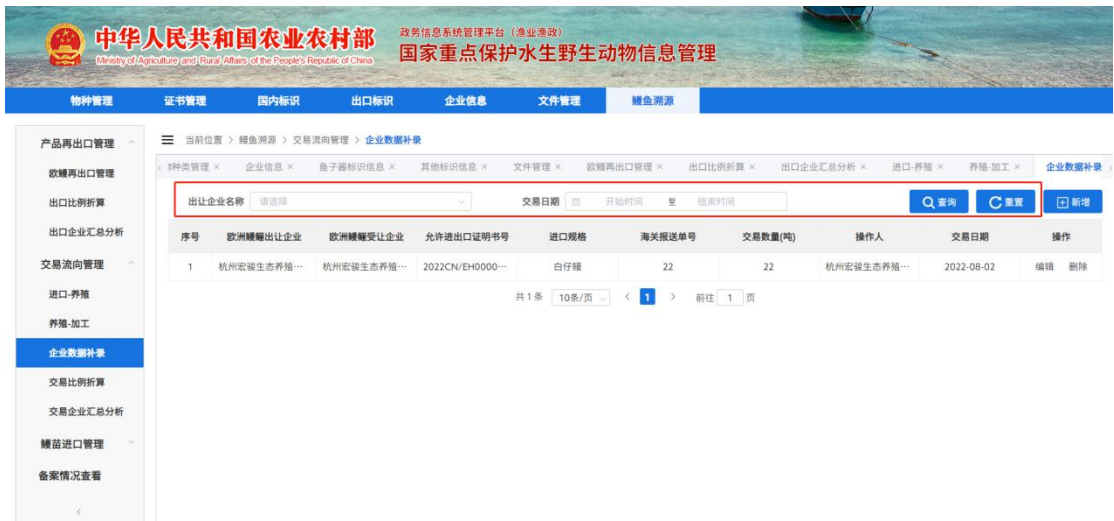 中华人民共和国农业农村部
Ministry of Agriculture and Rural Affairs of the People's Republic of China
政务信息系统管理平台（渔业渔政）
国家重点保护水生野生动物信息管理
物种管理 证书管理 国内标识 出口标识 企业信息 文件管理 鳗鱼溯源
产品再出口管理
欧鳗再出口管理
出口比例折算
出口企业汇总分析
交易流向管理
进口-养殖
养殖-加工
企业数据补录
交易比例折算
交易企业汇总分析
鳗苗进口管理
备案情况查看
当前位置 > 鳗鱼溯源 > 交易流向管理 > 企业数据补录
种类管理 × 企业信息 × 鱼子酱标识信息 × 其他标识信息 × 文件管理 × 欧鳗再出口管理 × 出口比例折算 × 出口企业汇总分析 × 进口-养殖 × 养殖-加工 × 企业数据补录
出让企业名称 请选择 交易日期 开始时间 至 结束时间 查询 重置 新增
序号 欧洲鳗鲡出让企业 欧洲鳗鲡受让企业 允许进出口证明书号 进口规格 海关报送单号 交易数量(吨) 操作人 交易日期 操作
1 杭州宏骏生态养殖… 杭州宏骏生态养殖… 2022CN/EH0000… 白仔鳗 22 22 杭州宏骏生态养殖… 2022-08-02 编辑 删除
共 1 条 10条/页 < 1 > 前往 1 页